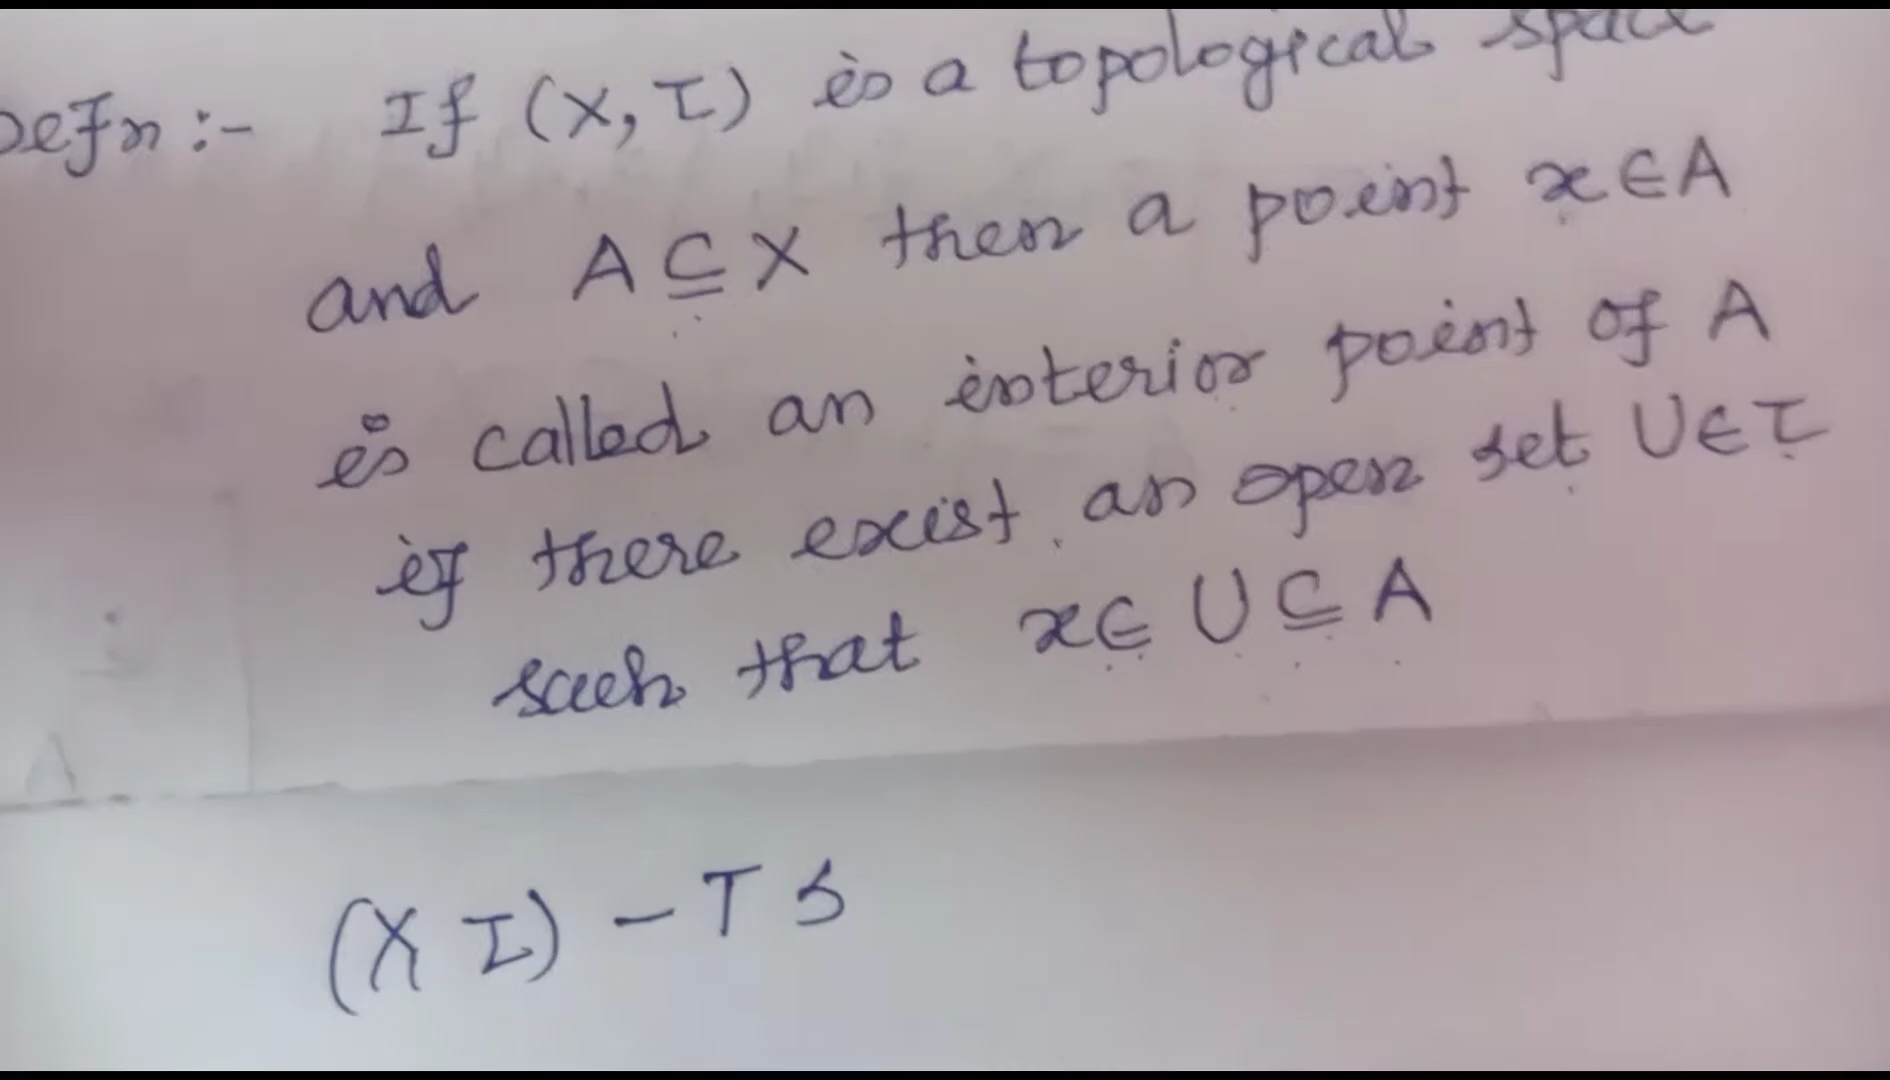 Defn :- If (X, τ) is a topological space
and A ⊆ X then a point x ∈ A
is called an interior point of A
if there exist an open set U ∈ τ
such that x ∈ U ⊆ A
(X τ) - T S